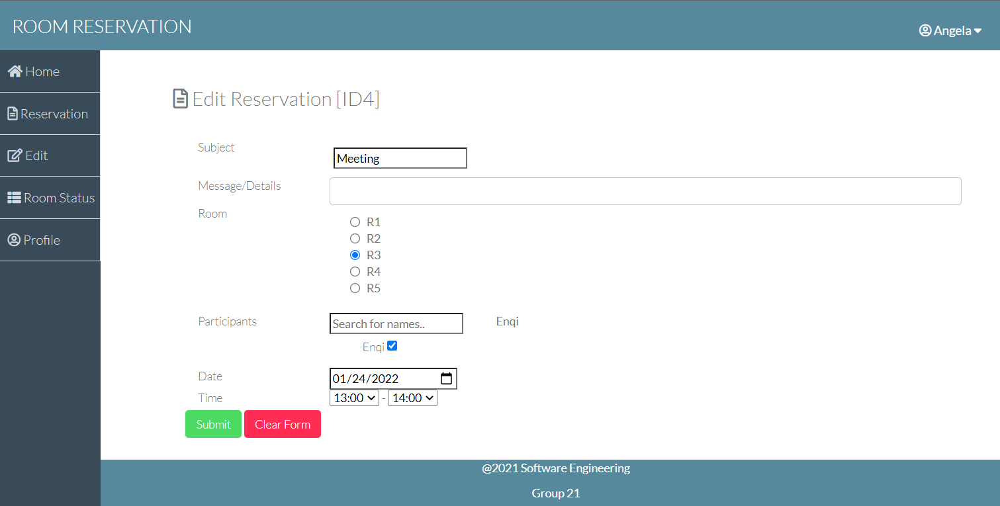 ROOM RESERVATION
Angela
Home
Reservation
Edit
Room Status
Profile
Edit Reservation [ID4]
Subject
Meeting
Message/Details
Room
R1
R2
R3
R4
R5
Participants
Search for names..
Enqi
Enqi
Date
01/24/2022
Time
13:00 - 14:00
Submit Clear Form
@2021 Software Engineering
Group 21